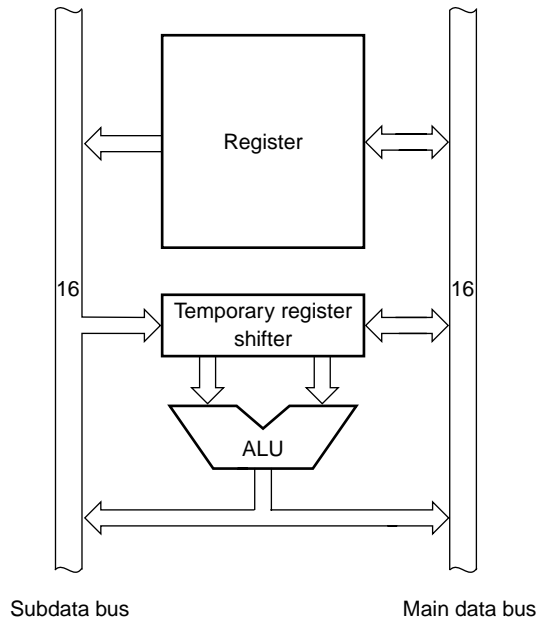 Register
16
16
Temporary register
shifter
ALU
Subdata bus
Main data bus